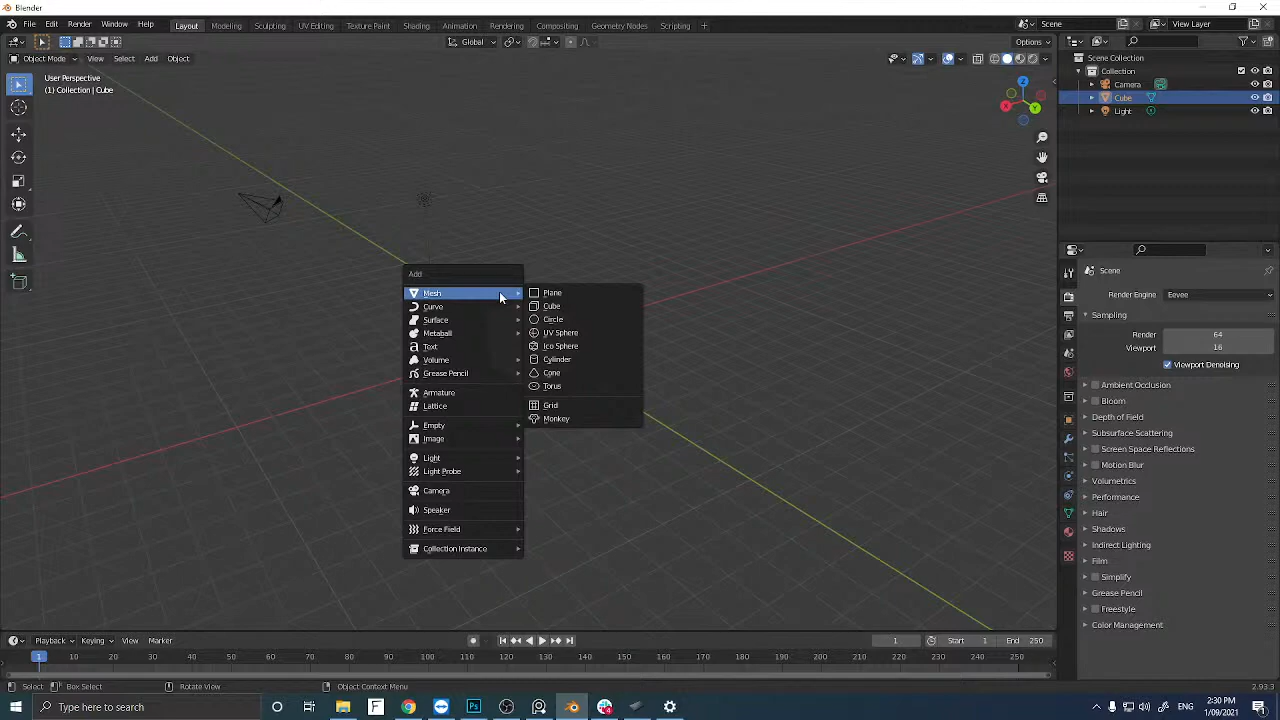 Blender
File Edit Render Window Help Layout Modeling Sculpting UV Editing Texture Paint Shading Animation Rendering Compositing Geometry Nodes Scripting + Scene View Layer
Global Options
Object Mode View Select Add Object
User Perspective
(1) Collection | Cube
Z
X Y
Scene Collection
Collection
Camera
Cube
Light
Add
Mesh
Curve
Surface
Metaball
Text
Volume
Grease Pencil
Armature
Lattice
Empty
Image
Light
Light Probe
Camera
Speaker
Force Field
Collection Instance
Plane
Cube
Circle
UV Sphere
Ico Sphere
Cylinder
Cone
Torus
Grid
Monkey
Scene
Render Engine Eevee
Sampling
Render 64
Viewport 16
Viewport Denoising
Ambient Occlusion
Bloom
Depth of Field
Subsurface Scattering
Screen Space Reflections
Motion Blur
Volumetrics
Performance
Hair
Shadows
Indirect Lighting
Film
Simplify
Grease Pencil
Freestyle
Color Management
Playback Keying View Marker 1 Start 1 End 250
1 10 20 30 40 50 60 70 80 90 100 110 120 130 140 150 160 170 180 190 200 210 220 230 240 250
Select Box Select Rotate View Object Context Menu 2.93.3
Type here to search F Ps 4 ENG 2:30 PM
1/09/2021